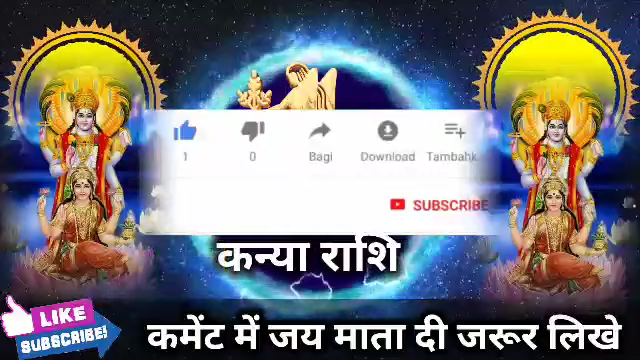 1 0 Bagi Download Tambahk
SUBSCRIBE
कन्या राशि
LIKE
SUBSCRIBE!
कमेंट में जय माता दी जरूर लिखे